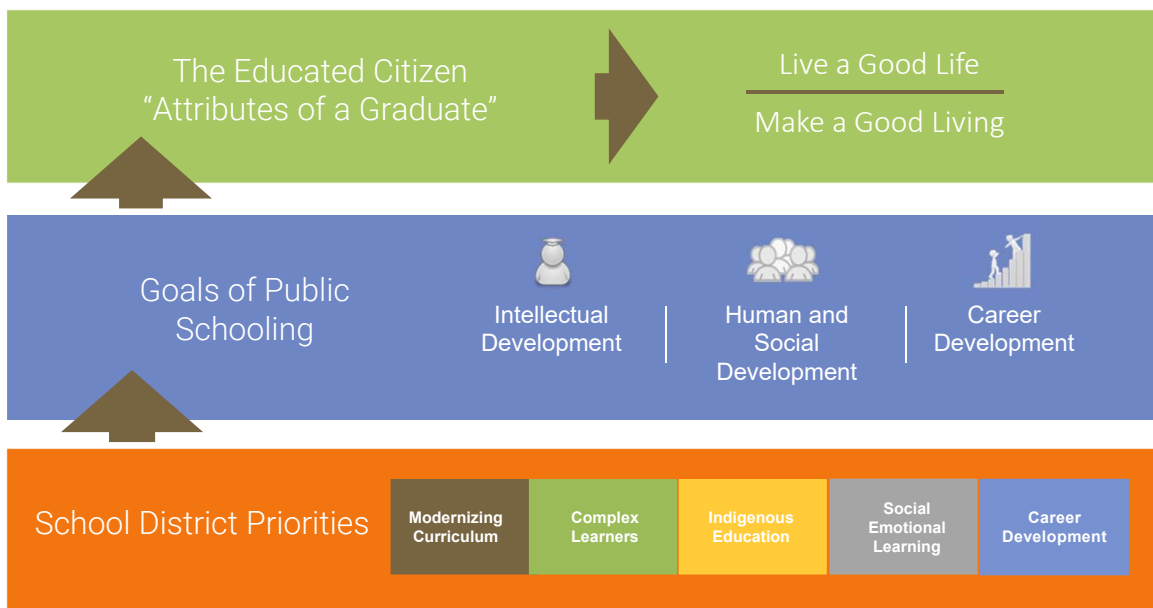 The Educated Citizen
“Attributes of a Graduate”
Live a Good Life
Make a Good Living
Goals of Public
Schooling
Intellectual
Development
Human and
Social
Development
Career
Development
School District Priorities
Modernizing
Curriculum
Complex
Learners
Indigenous
Education
Social
Emotional
Learning
Career
Development